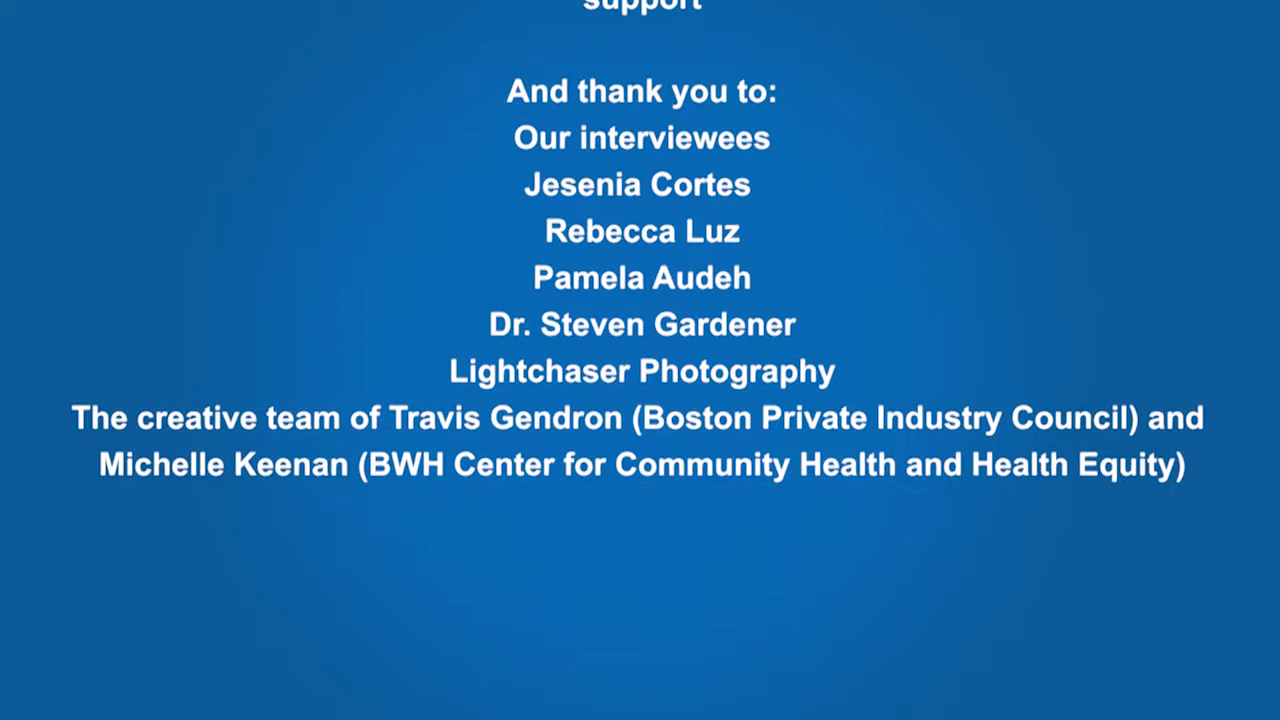 support
And thank you to:
Our interviewees
Jesenia Cortes
Rebecca Luz
Pamela Audeh
Dr. Steven Gardener
Lightchaser Photography
The creative team of Travis Gendron (Boston Private Industry Council) and
Michelle Keenan (BWH Center for Community Health and Health Equity)